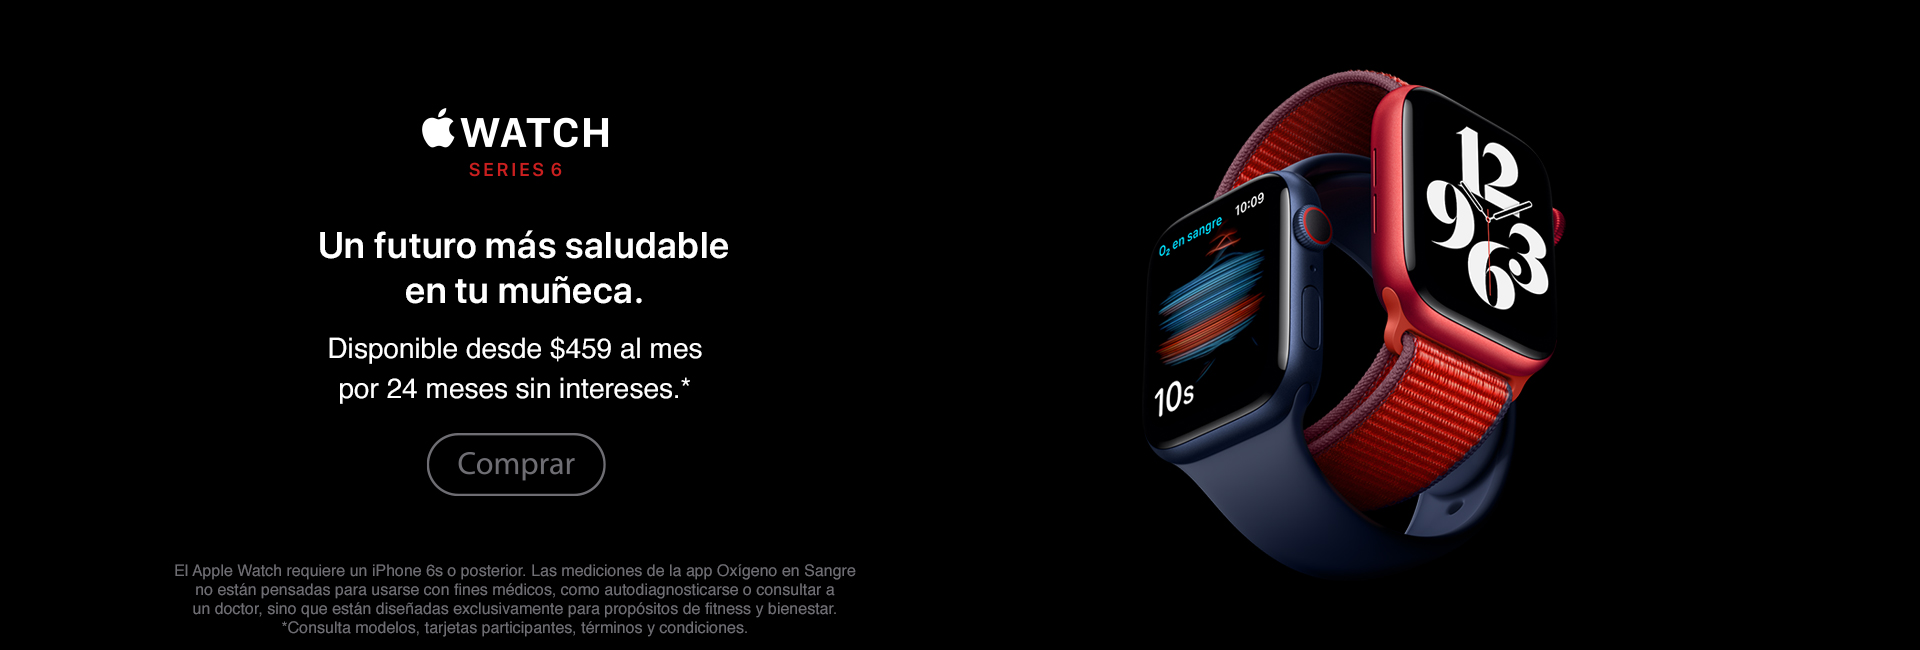 WATCH
SERIES 6
Un futuro más saludable
en tu muñeca.
Disponible desde $459 al mes
por 24 meses sin intereses.*
Comprar
El Apple Watch requiere un iPhone 6s o posterior. Las mediciones de la app Oxígeno en Sangre
no están pensadas para usarse con fines médicos, como autodiagnosticarse o consultar a
un doctor, sino que están diseñadas exclusivamente para propósitos de fitness y bienestar.
*Consulta modelos, tarjetas participantes, términos y condiciones.
10:09
O₂ en sangre
10s
12
9 3
6